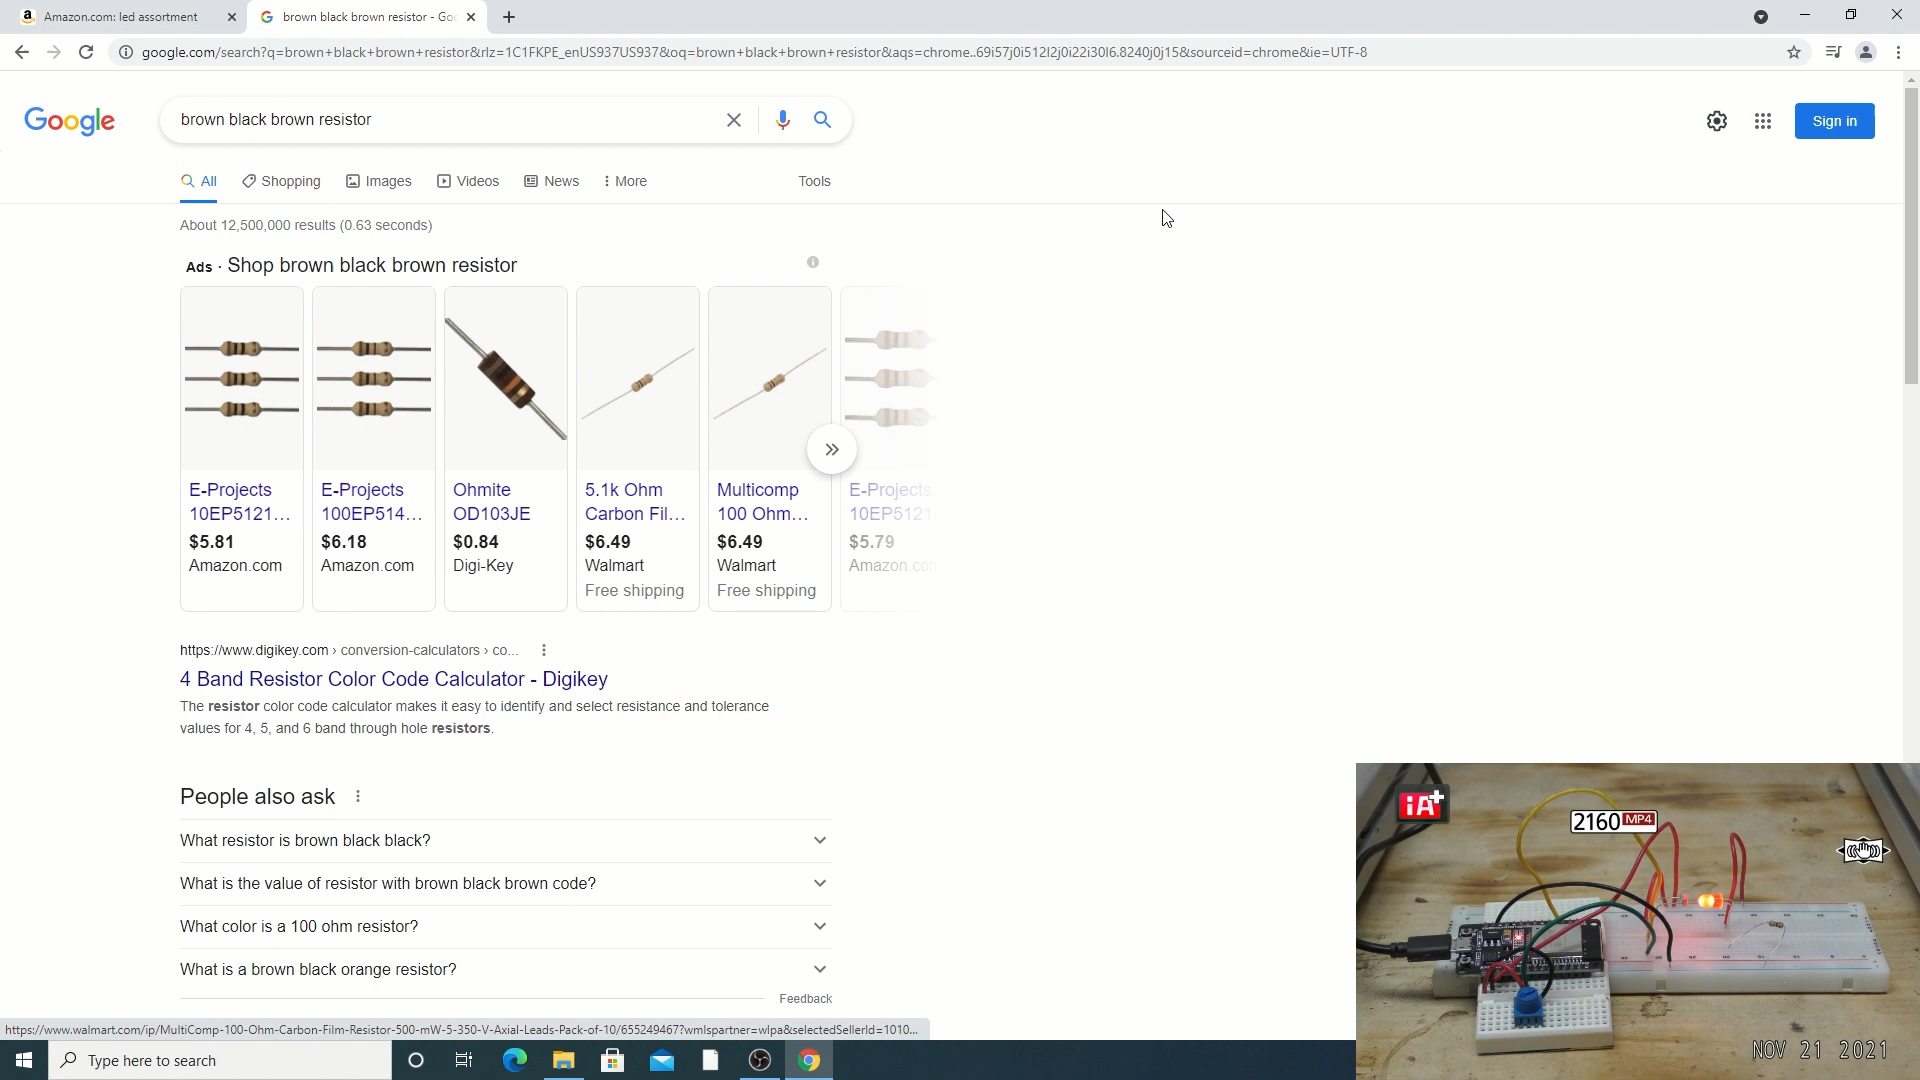 Amazon.com: led assortment
brown black brown resistor - Goo
google.com/search?q=brown+black+brown+resistor&rlz=1C1FKPE_enUS937US937&oq=brown+black+brown+resistor&aqs=chrome..69i57j0i512l2j0i22i30l6.8240j0j15&sourceid=chrome&ie=UTF-8
Google
brown black brown resistor
Sign in
All
Shopping
Images
Videos
News
More
Tools
About 12,500,000 results (0.63 seconds)
Ads · Shop brown black brown resistor
E-Projects
10EP5121...
$5.81
Amazon.com
E-Projects
100EP514...
$6.18
Amazon.com
Ohmite
OD103JE
$0.84
Digi-Key
5.1k Ohm
Carbon Fil...
$6.49
Walmart
Free shipping
Multicomp
100 Ohm...
$6.49
Walmart
Free shipping
E-Projects
10EP5121
$5.79
Amazon.com
https://www.digikey.com › conversion-calculators › co...
4 Band Resistor Color Code Calculator - Digikey
The resistor color code calculator makes it easy to identify and select resistance and tolerance
values for 4, 5, and 6 band through hole resistors.
People also ask
What resistor is brown black black?
What is the value of resistor with brown black brown code?
What color is a 100 ohm resistor?
What is a brown black orange resistor?
Feedback
https://www.walmart.com/ip/MultiComp-100-Ohm-Carbon-Film-Resistor-500-mW-5-350-V-Axial-Leads-Pack-of-10/655249467?wmlspartner=wlpa&selectedSellerId=1010...
Type here to search
iA+
2160 MP4
NOV 21 2021